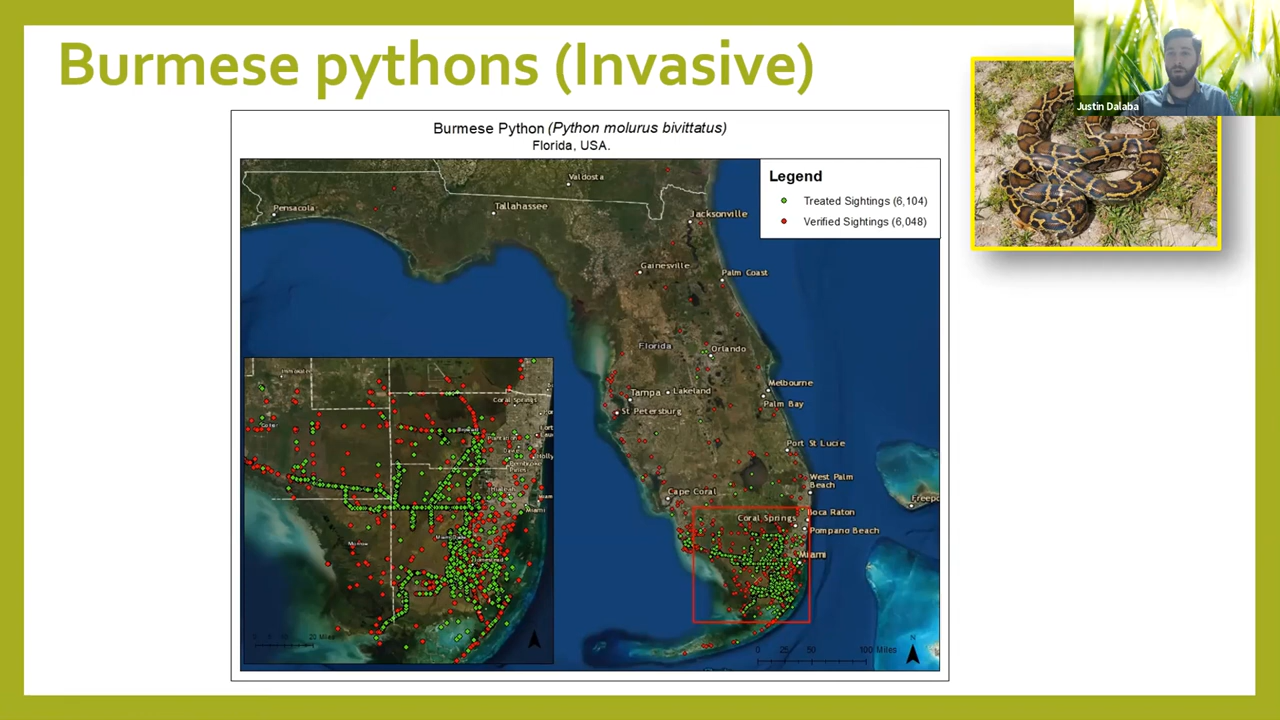 Burmese pythons (Invasive)
Justin Dalaba
Burmese Python (Python molurus bivittatus)
Florida, USA.
Legend
Treated Sightings (6,104)
Verified Sightings (6,048)
Valdosta
Pensacola
Tallahassee
Jacksonville
Gainesville
Palm Coast
Florida
Orlando
Tampa
Lakeland
Melbourne
Palm Bay
St Petersburg
Port St Lucie
West Palm
Beach
Cape Coral
Coral Springs
Boca Raton
Pompano Beach
Miami
Coral Springs
Miami
20 Miles
0 25 50 100 Miles
N